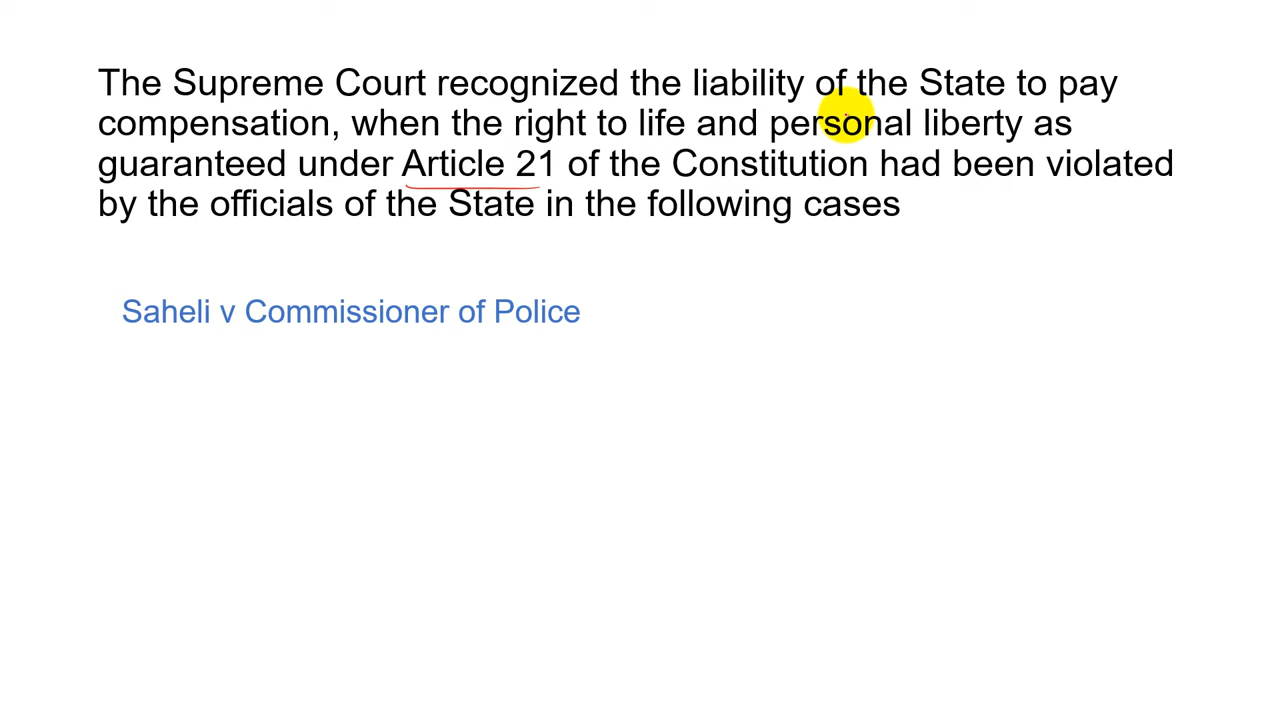 The Supreme Court recognized the liability of the State to pay
compensation, when the right to life and personal liberty as
guaranteed under Article 21 of the Constitution had been violated
by the officials of the State in the following cases
Saheli v Commissioner of Police